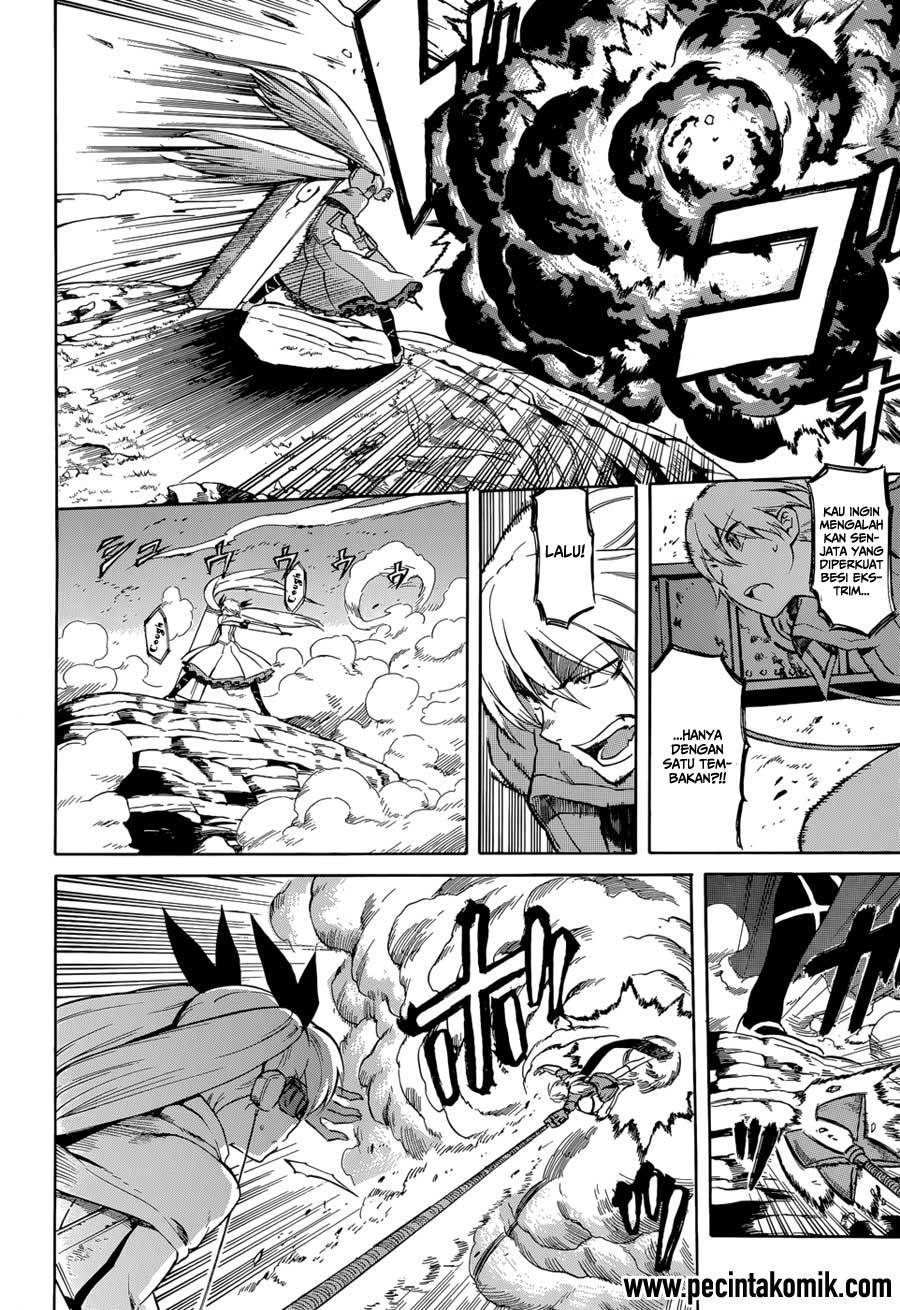 ゴ
KAU INGIN
MENGALAH
KAN SEN-
JATA YANG
DIPERKUAT
BESI EKS-
TRIM...
...HANYA
DENGAN
SATU TEM-
BAKAN?!!
LALU!
Cough
Cough
www.pecintakomik.com